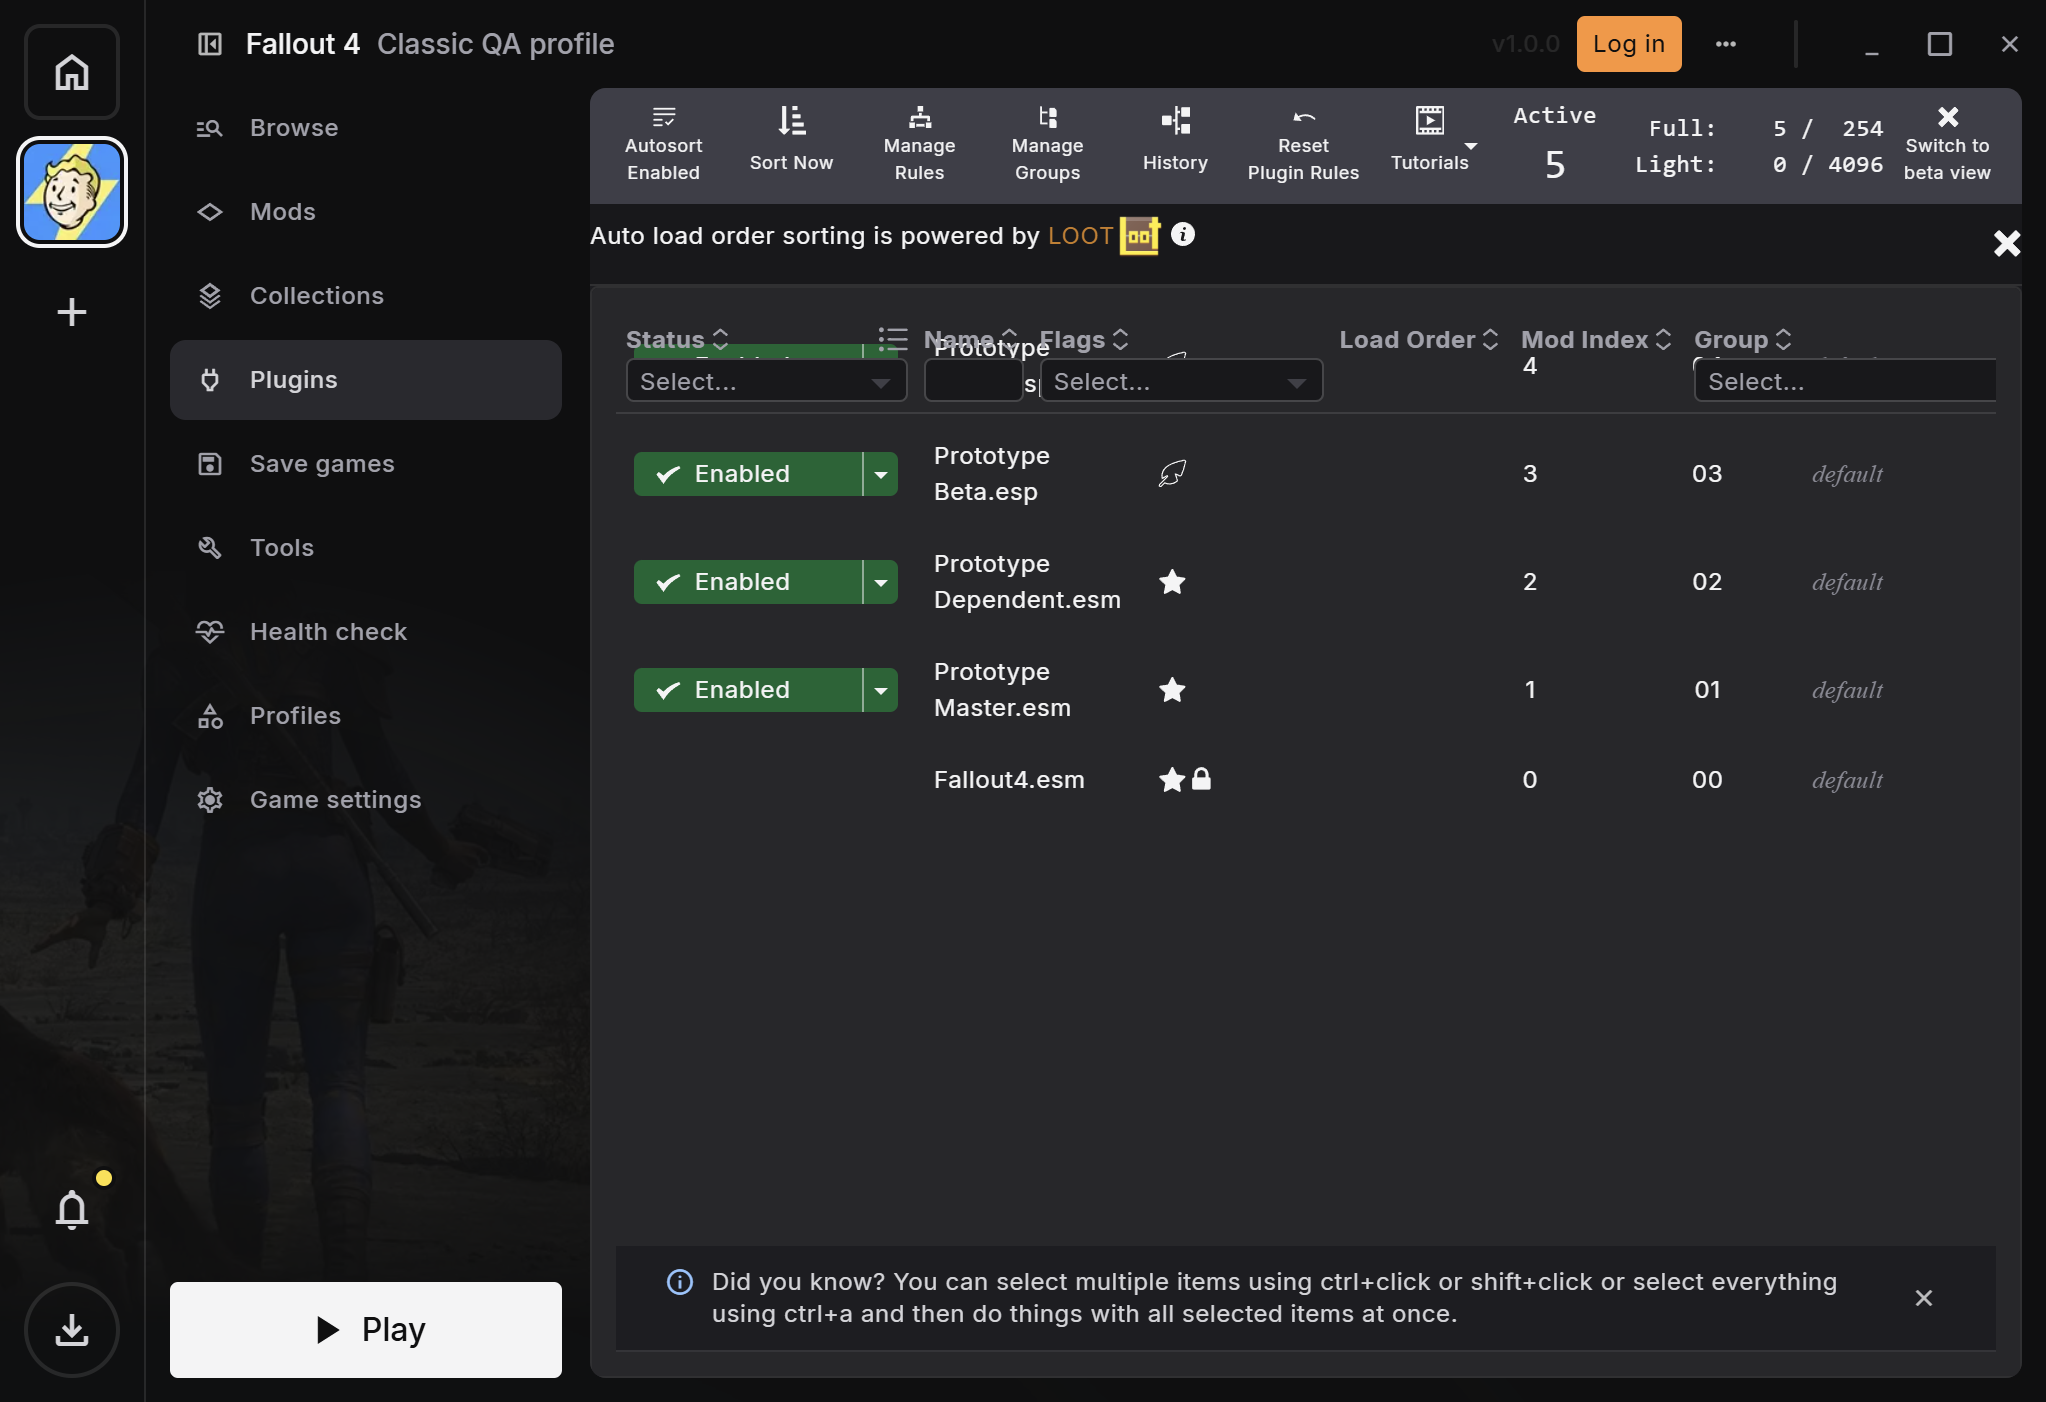 Fallout 4 Classic QA profile
v1.0.0
Log in
Browse
Mods
Collections
Plugins
Save games
Tools
Health check
Profiles
Game settings
Play
Autosort
Enabled
Sort Now
Manage
Rules
Manage
Groups
History
Reset
Plugin Rules
Tutorials
Active
5
Full: 5 / 254
Light: 0 / 4096
Switch to
beta view
Auto load order sorting is powered by LOOT
Status Name Flags Load Order Mod Index Group
Prototype
4
Select... Select... Select...
Enabled Prototype
Beta.esp 3 03 default
Enabled Prototype
Dependent.esm 2 02 default
Enabled Prototype
Master.esm 1 01 default
Fallout4.esm 0 00 default
Did you know? You can select multiple items using ctrl+click or shift+click or select everything
using ctrl+a and then do things with all selected items at once.